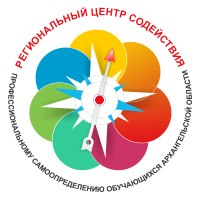 РЕГИОНАЛЬНЫЙ ЦЕНТР СОДЕЙСТВИЯ
ПРОФЕССИОНАЛЬНОМУ САМООПРЕДЕЛЕНИЮ ОБУЧАЮЩИХСЯ АРХАНГЕЛЬСКОЙ ОБЛАСТИ